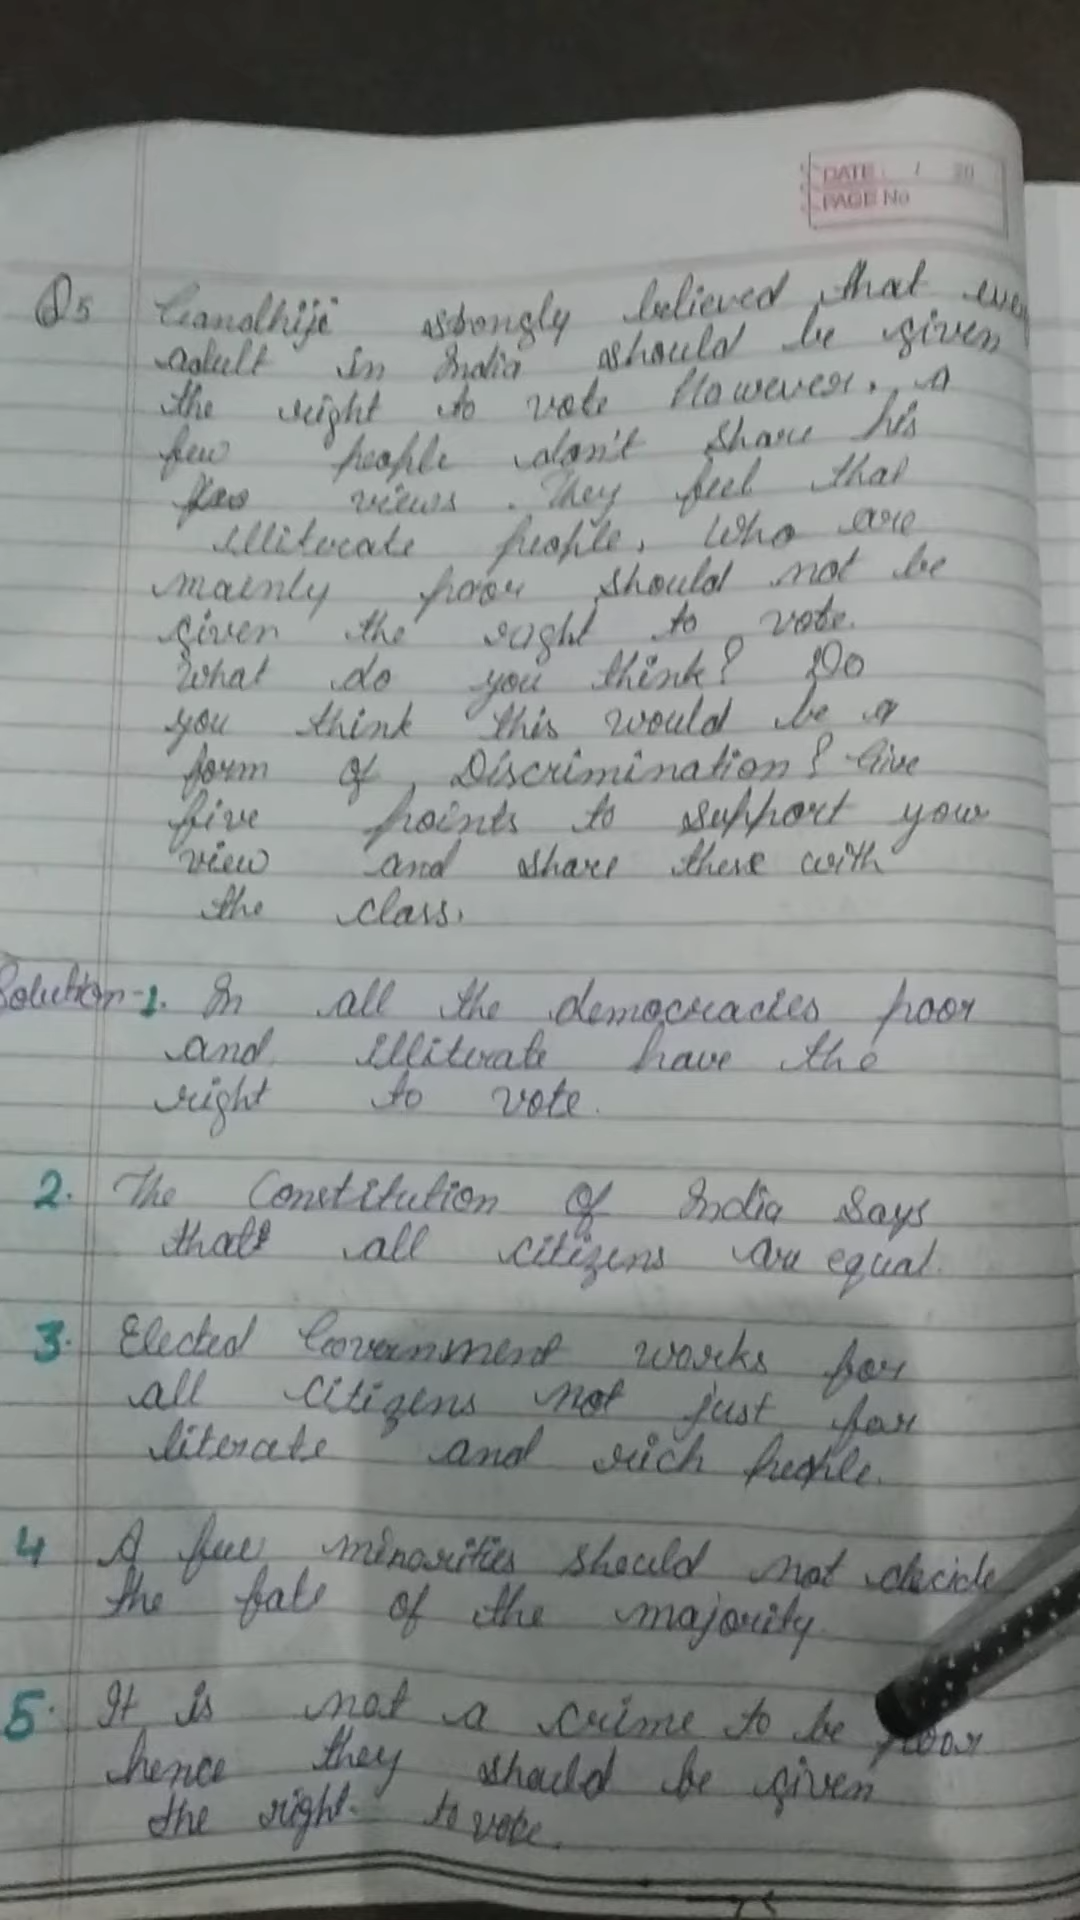 DATE : / 20
PAGE No
Q5 Gandhiji strongly believed that every
adult in India should be given
the right to vote However, a
few people don't share his
views. They feel that
illiterate people, Who are
mainly poor should not be
given the right to vote.
What do you think? Do
you think this would be a
form of Discrimination? Give
five points to support your
view and share these with
the class.
Solution-1. In all the democracies poor
and illiterate have the
right to vote.
2. The Constitution of India Says
that all citizens are equal.
3. Elected Government works for
all citizens not just for
literate and rich people.
4 A few minorities should not decide
the fate of the majority
5. It is not a crime to be poor
hence they should be given
the right to vote.